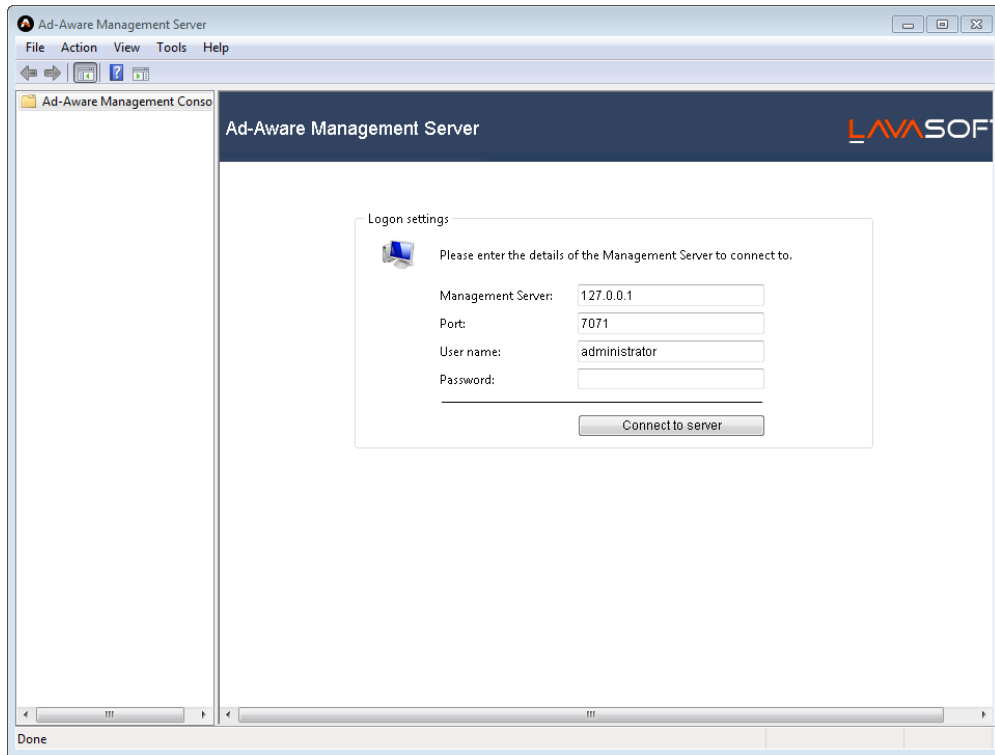 Ad-Aware Management Server
File Action View Tools Help
Ad-Aware Management Conso
Ad-Aware Management Server
LAVASOFT
Logon settings
Please enter the details of the Management Server to connect to.
Management Server: 127.0.0.1
Port: 7071
User name: administrator
Password:
Connect to server
Done